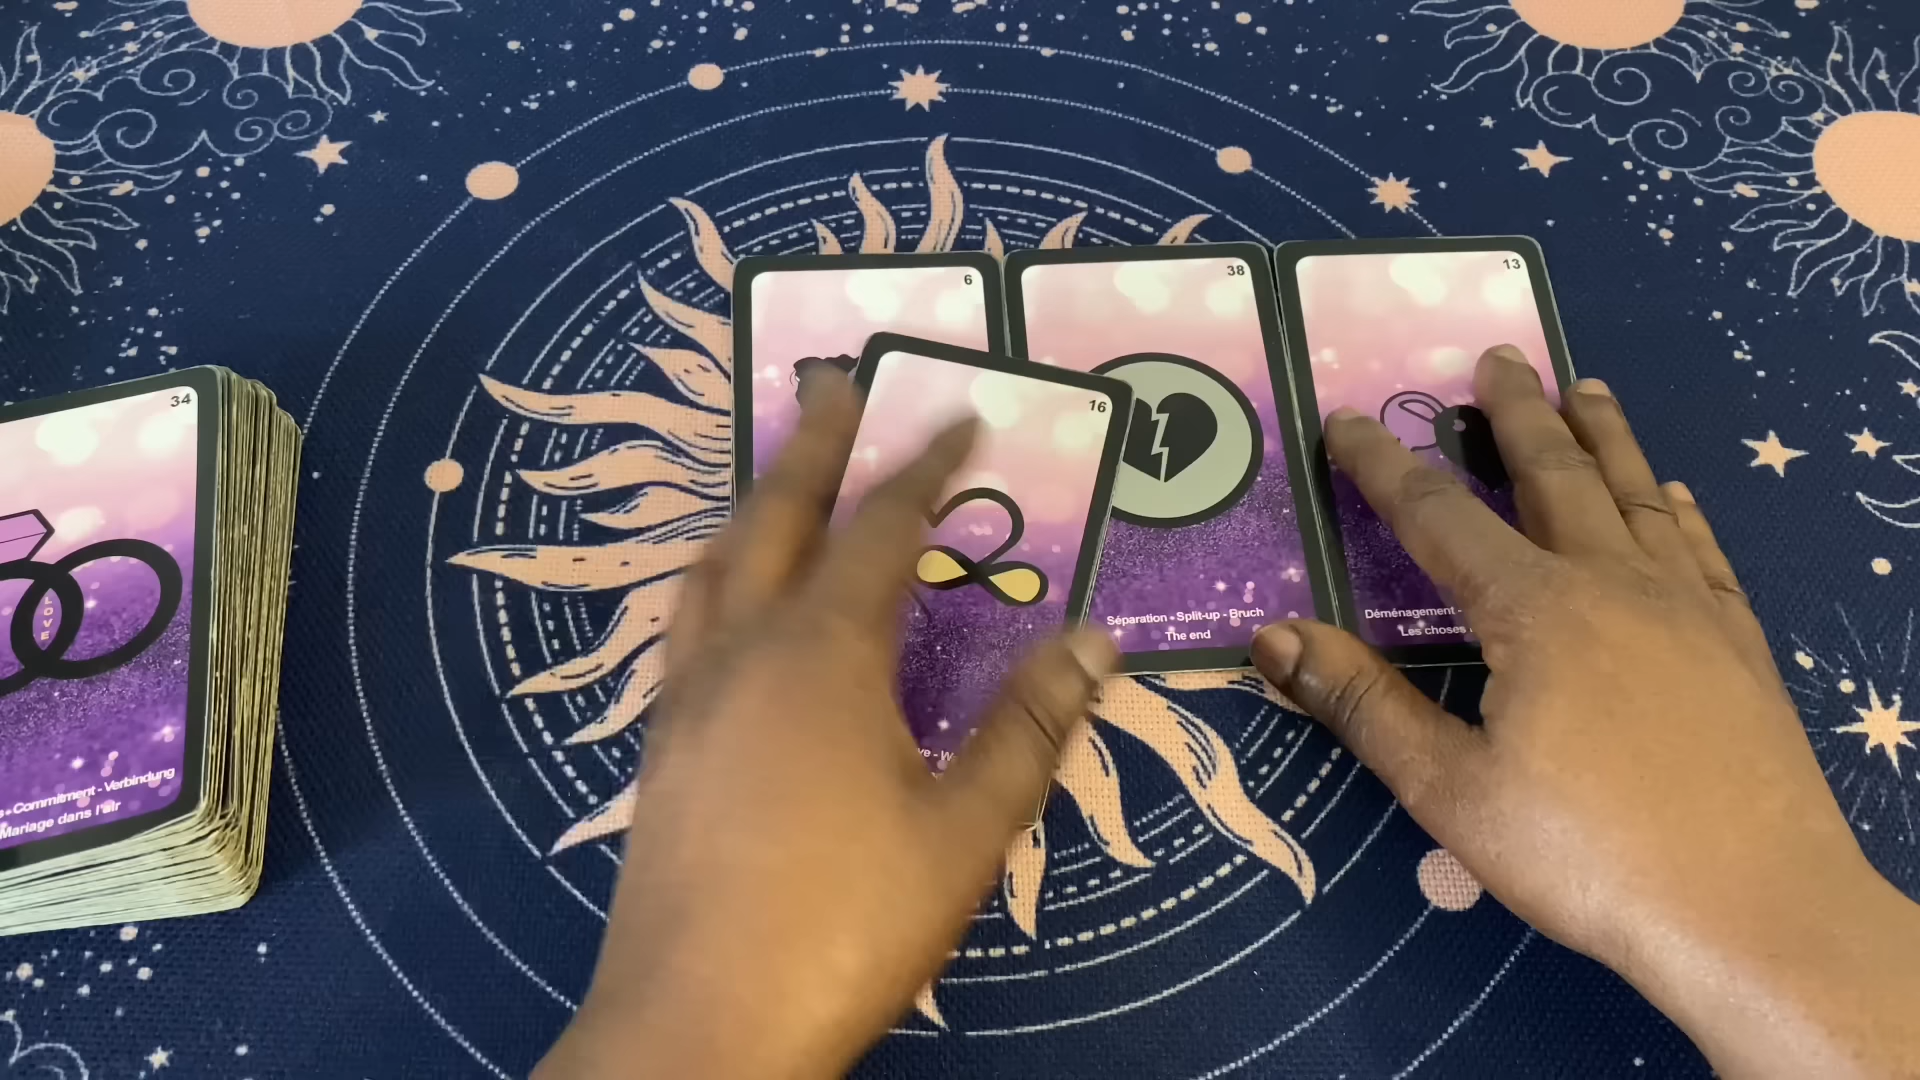 34
LOVE
Commitment - Verbindung
Mariage dans l'air
6
16
38
Séparation • Split-up - Bruch
The end
13
Déménagement -
Les choses